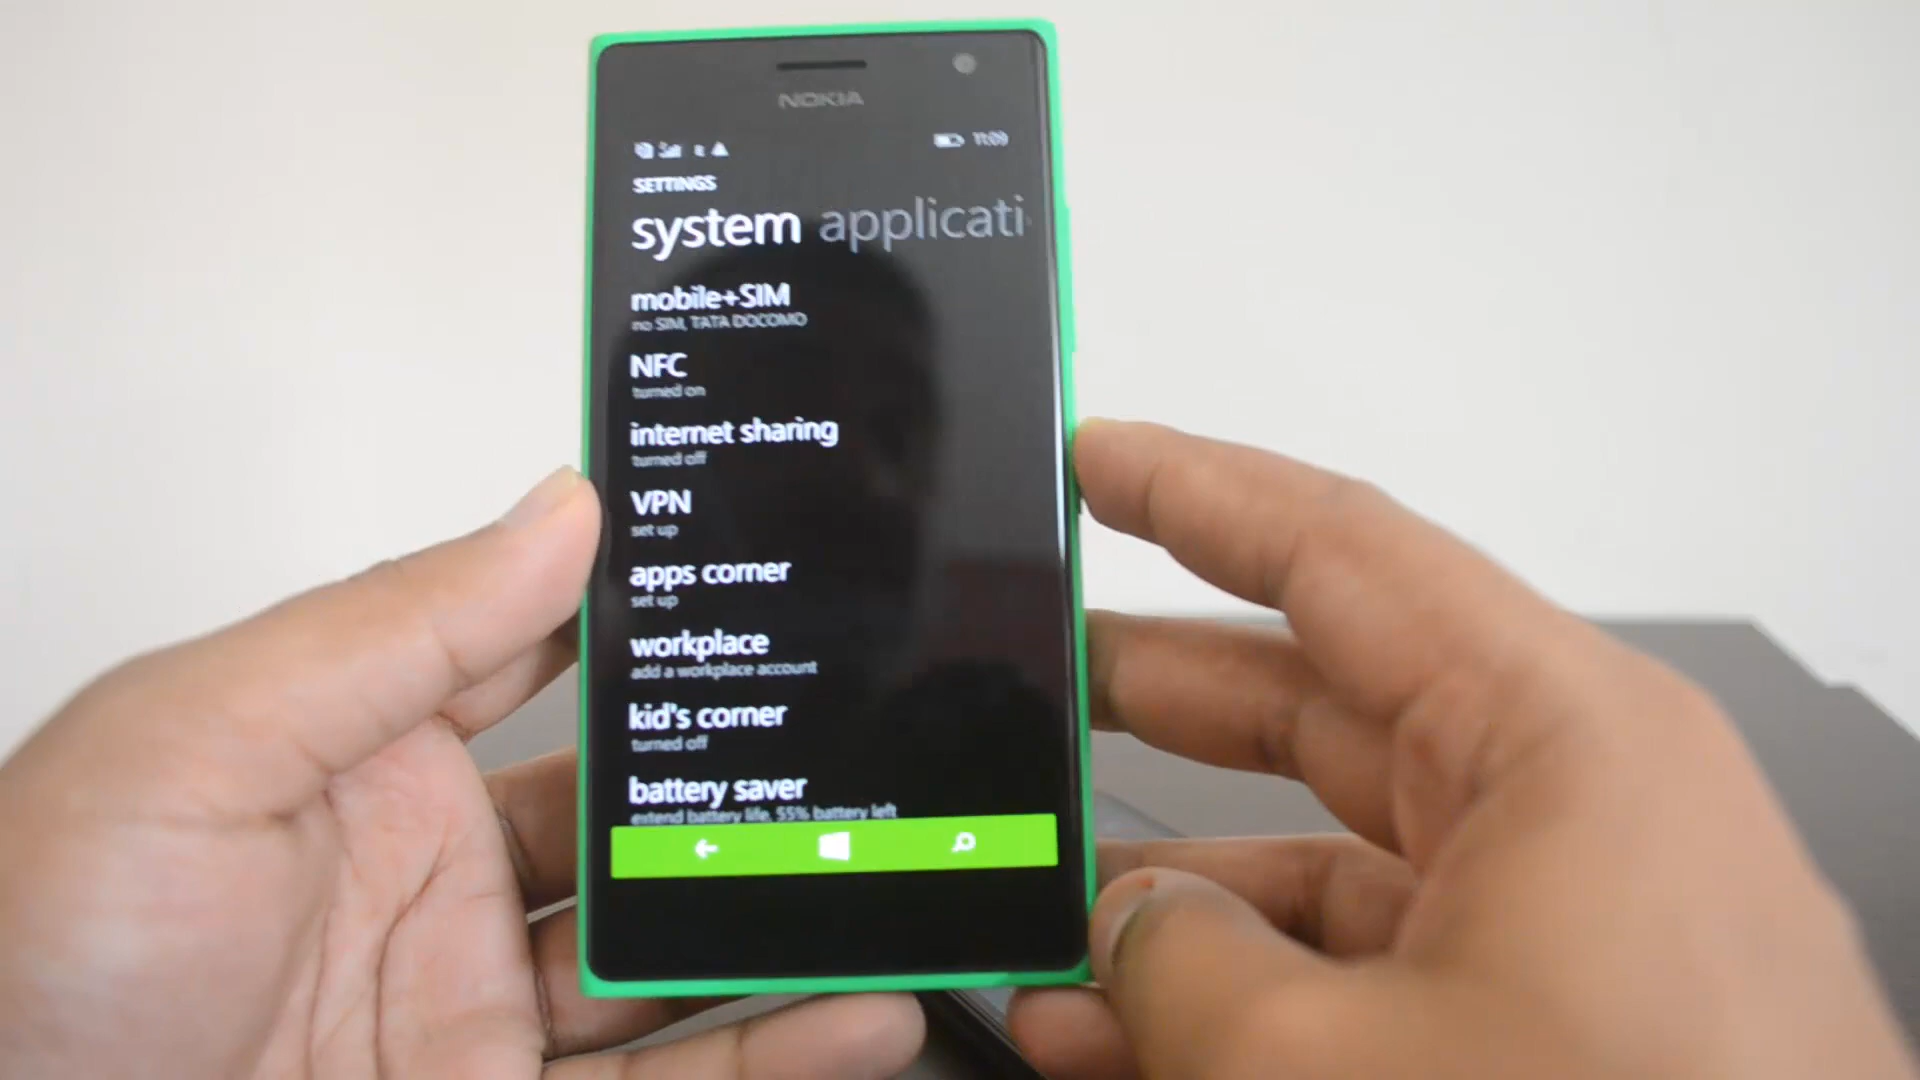 NOKIA
11:09
SETTINGS
system applicati
mobile+SIM
no SIM, TATA DOCOMO
NFC
turned on
internet sharing
turned off
VPN
set up
apps corner
set up
workplace
add a workplace account
kid's corner
turned off
battery saver
extend battery life, 55% battery left